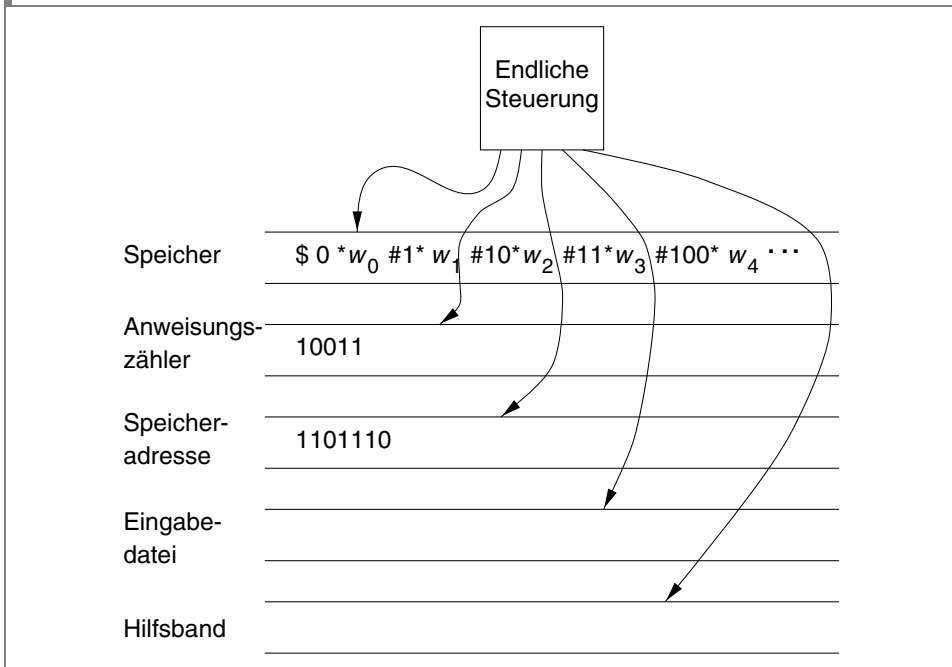 Endliche
Steuerung
Speicher
$ 0 *w₀ #1* w₁ #10*w₂ #11*w₃ #100* w₄ ···
Anweisungs-
zähler
10011
Speicher-
adresse
1101110
Eingabe-
datei
Hilfsband